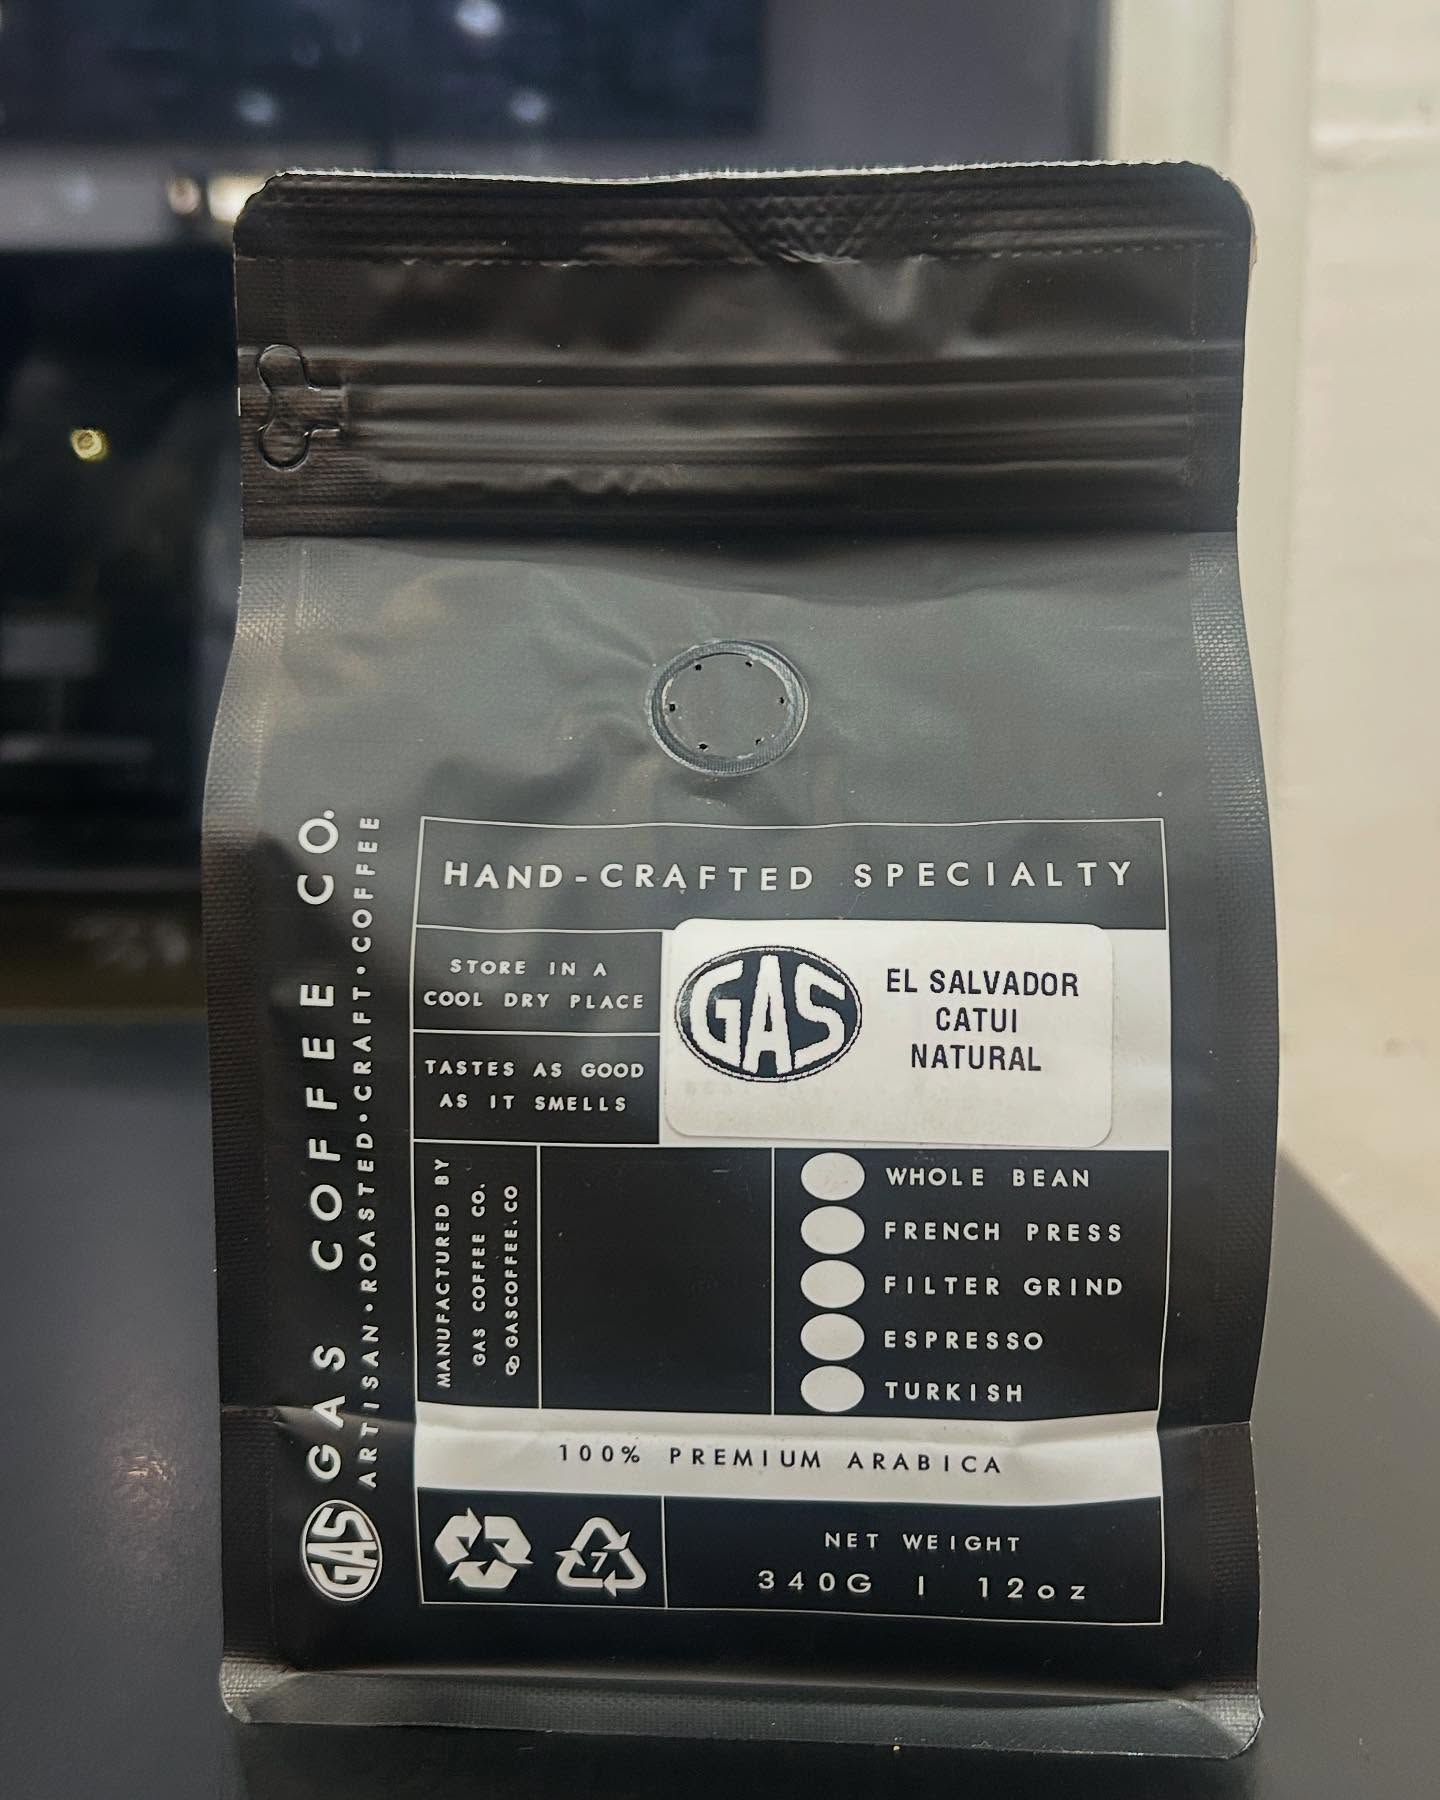 GAS COFFEE CO.
ARTISAN•ROASTED•CRAFT•COFFEE
GAS
HAND-CRAFTED SPECIALTY
STORE IN A
COOL DRY PLACE
TASTES AS GOOD
AS IT SMELLS
GAS
EL SALVADOR
CATUI
NATURAL
MANUFACTURED BY
GAS COFFEE CO.
GASCOFFEE.CO
WHOLE BEAN
FRENCH PRESS
FILTER GRIND
ESPRESSO
TURKISH
100% PREMIUM ARABICA
7
NET WEIGHT
340G | 12oz